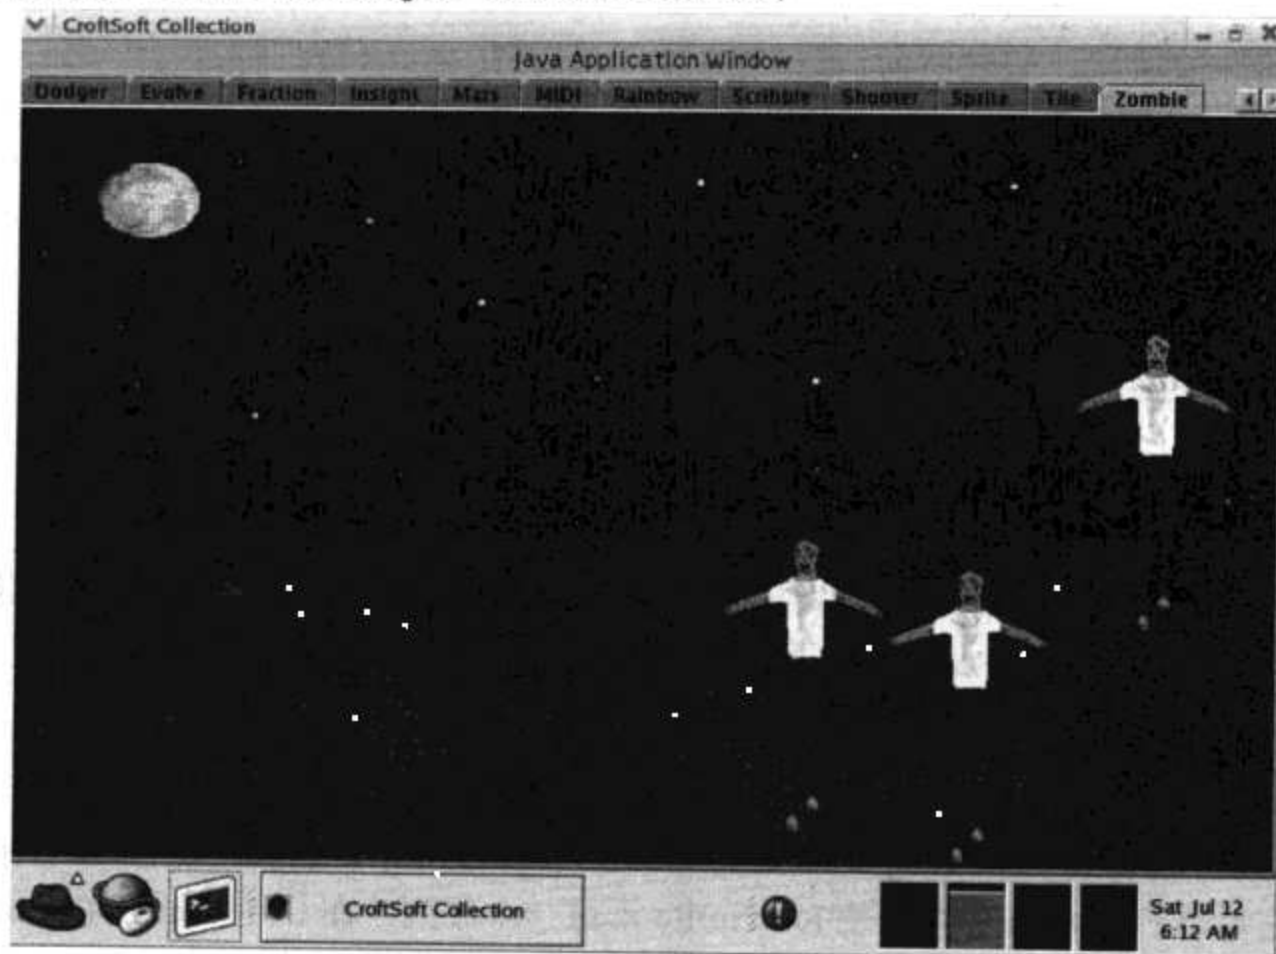 CroftSoft Collection
Java Application Window
Dodger Evolve Fraction Insight Mars MIDI Rainbow Scribble Shooter Sprite Tile Zombie
CroftSoft Collection
Sat Jul 12
6:12 AM